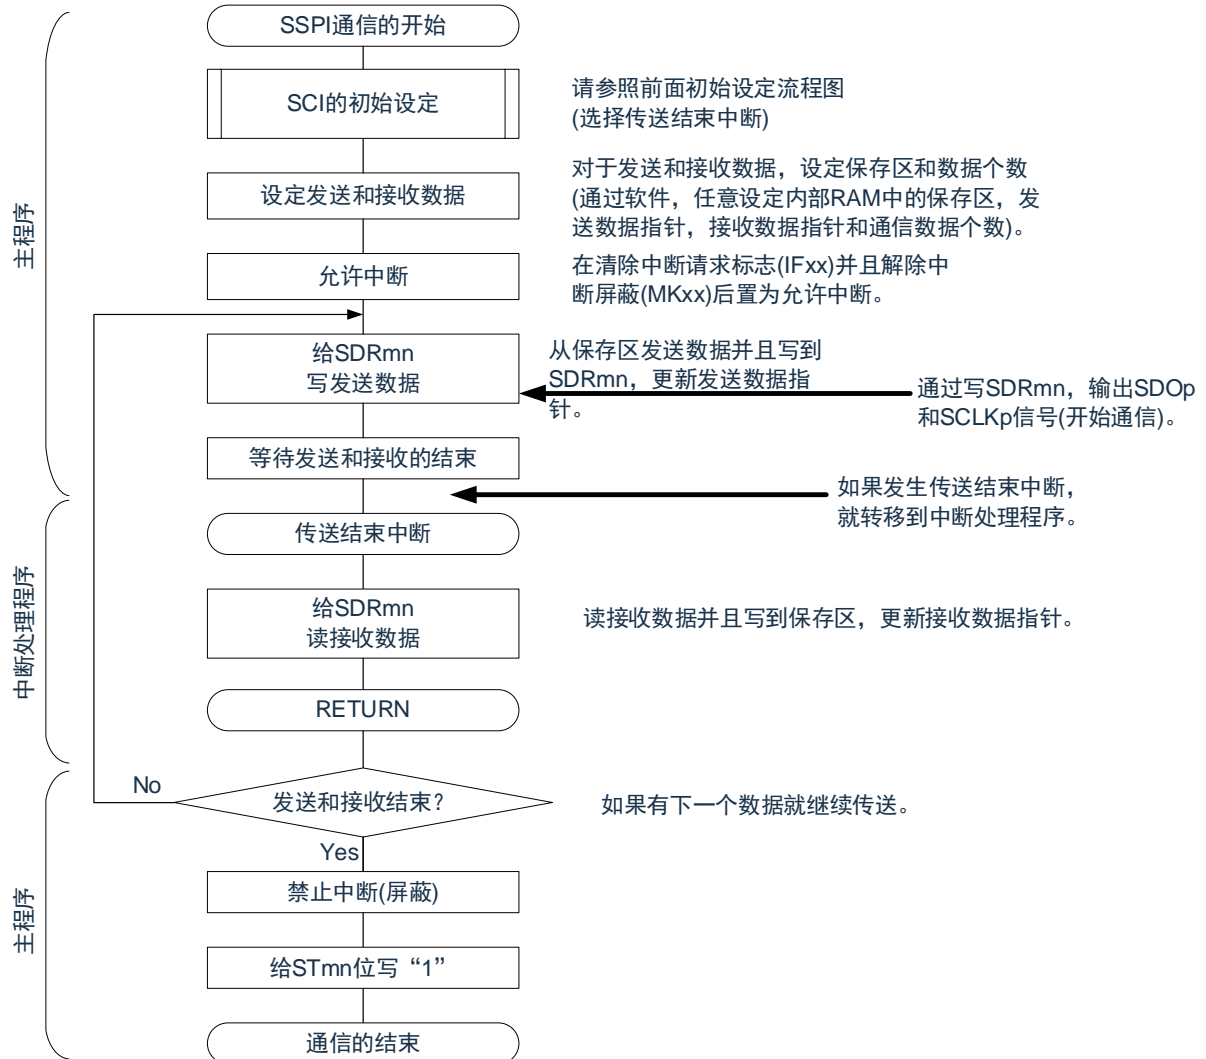 SSPI通信的开始
SCI的初始设定
请参照前面初始设定流程图
(选择传送结束中断)
设定发送和接收数据
对于发送和接收数据，设定保存区和数据个数
(通过软件，任意设定内部RAM中的保存区，发
送数据指针，接收数据指针和通信数据个数)。
主程序
允许中断
在清除中断请求标志(IFxx)并且解除中
断屏蔽(MKxx)后置为允许中断。
给SDRmn
写发送数据
从保存区发送数据并且写到
SDRmn，更新发送数据指
针。
通过写SDRmn，输出SDOp
和SCLKp信号(开始通信)。
等待发送和接收的结束
如果发生传送结束中断，
就转移到中断处理程序。
传送结束中断
中断处理程序
给SDRmn
读接收数据
读接收数据并且写到保存区，更新接收数据指针。
RETURN
No
发送和接收结束？
如果有下一个数据就继续传送。
Yes
禁止中断(屏蔽)
主程序
给STmn位写“1”
通信的结束